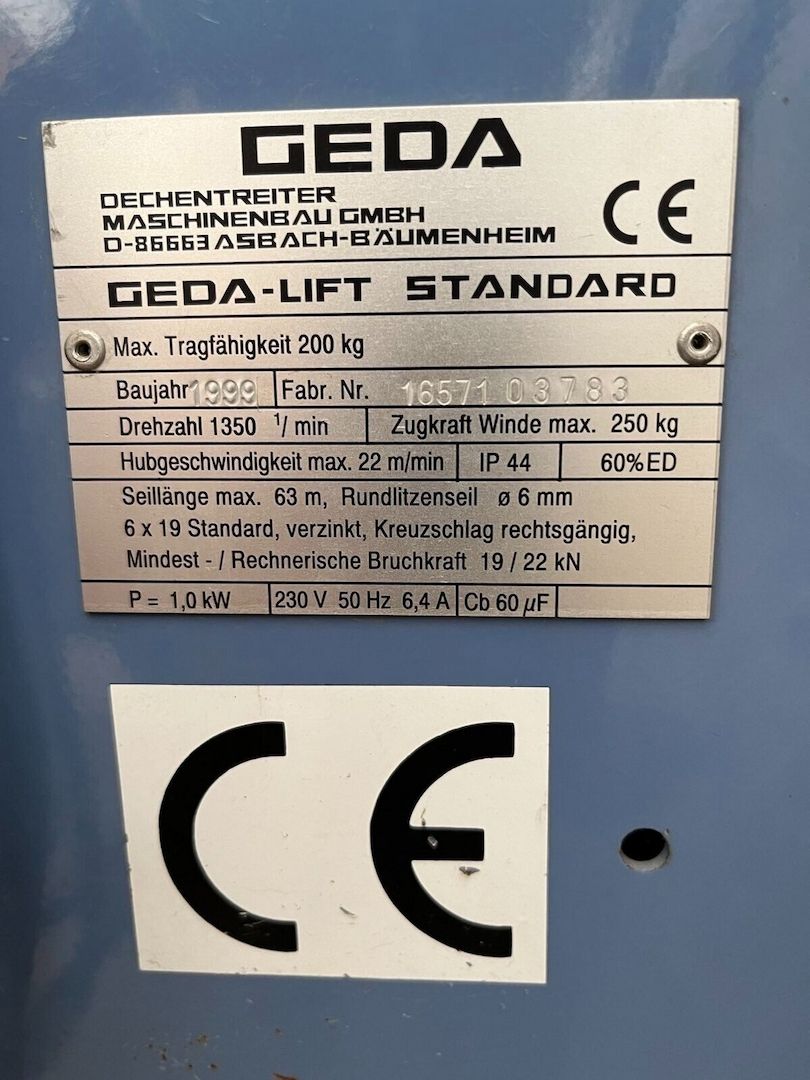 GEDA
DECHENTREITER
MASCHINENBAU GMBH
D-86663 ASBACH-BÄUMENHEIM
CE
GEDA-LIFT STANDARD
Max. Tragfähigkeit 200 kg
Baujahr 1999 Fabr. Nr. 16571 03783
Drehzahl 1350 1/ min Zugkraft Winde max. 250 kg
Hubgeschwindigkeit max. 22 m/min IP 44 60%ED
Seillänge max. 63 m, Rundlitzenseil ø 6 mm
6 x 19 Standard, verzinkt, Kreuzschlag rechtsgängig,
Mindest - / Rechnerische Bruchkraft 19 / 22 kN
P = 1,0 kW 230 V 50 Hz 6,4 A Cb 60 µF
CE